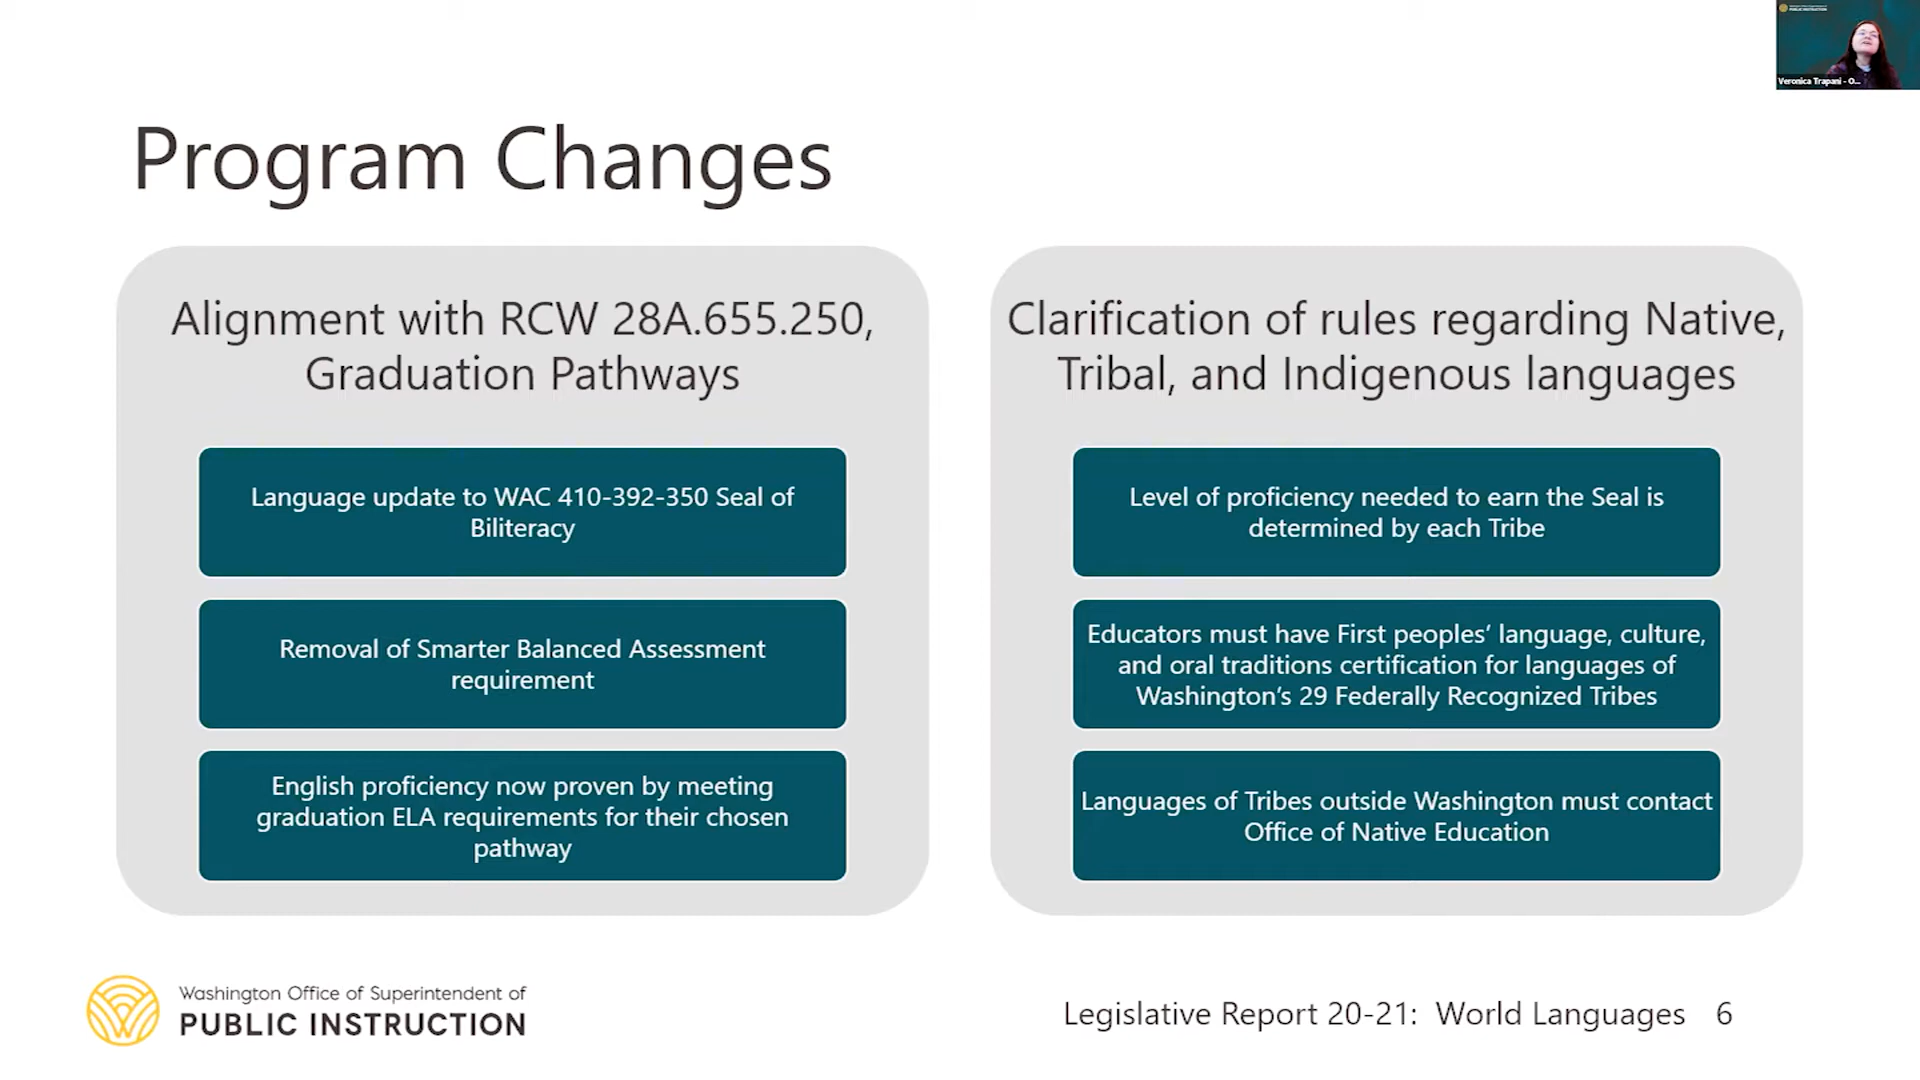 Veronica Trapani - O...
Program Changes
Alignment with RCW 28A.655.250,
Graduation Pathways
Language update to WAC 410-392-350 Seal of
Biliteracy
Removal of Smarter Balanced Assessment
requirement
English proficiency now proven by meeting
graduation ELA requirements for their chosen
pathway
Clarification of rules regarding Native,
Tribal, and Indigenous languages
Level of proficiency needed to earn the Seal is
determined by each Tribe
Educators must have First peoples’ language, culture,
and oral traditions certification for languages of
Washington’s 29 Federally Recognized Tribes
Languages of Tribes outside Washington must contact
Office of Native Education
Washington Office of Superintendent of
PUBLIC INSTRUCTION
Legislative Report 20-21: World Languages 6